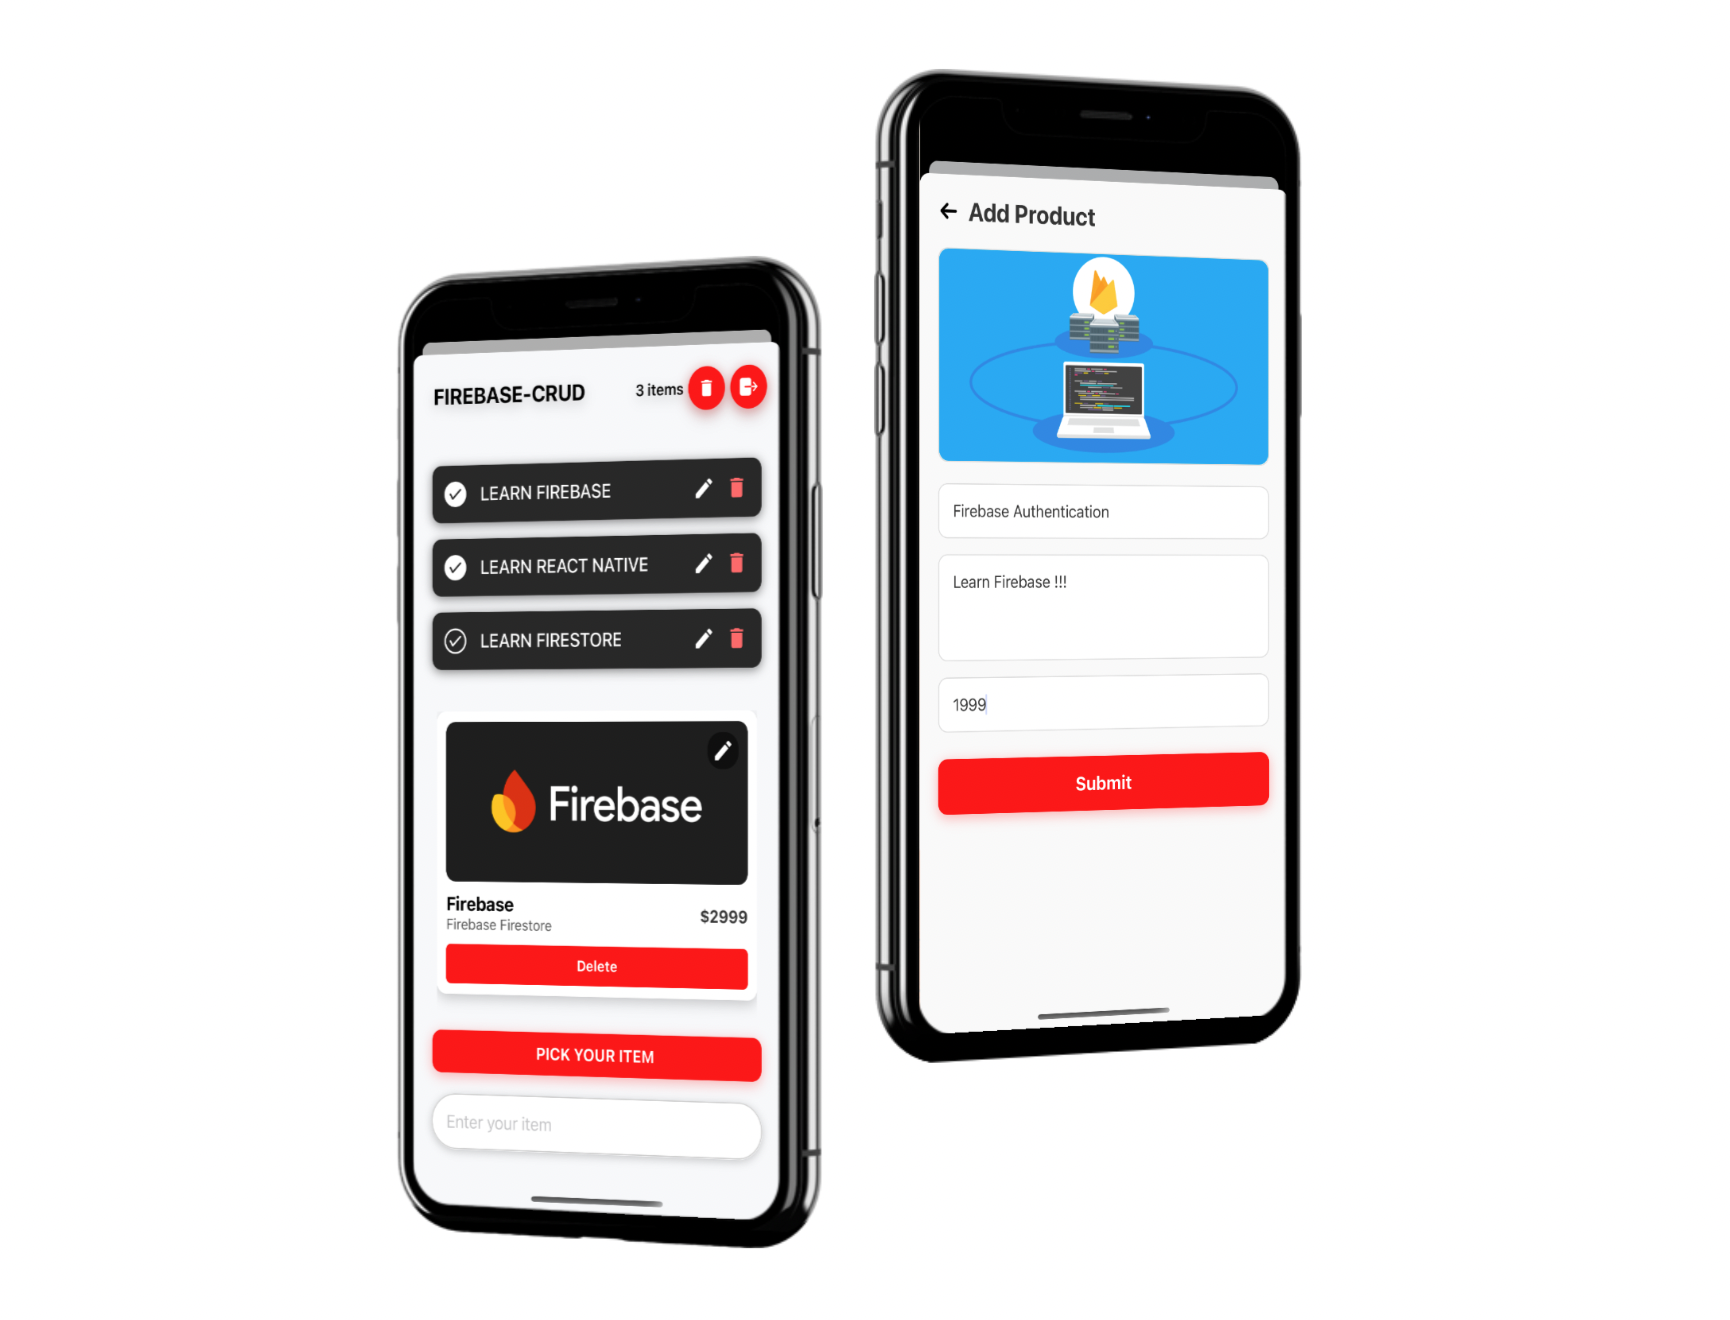 FIREBASE-CRUD
3 items
LEARN FIREBASE
LEARN REACT NATIVE
LEARN FIRESTORE
Firebase
Firebase
Firebase Firestore
$2999
Delete
PICK YOUR ITEM
Enter your item
Add Product
Firebase Authentication
Learn Firebase !!!
1999
Submit